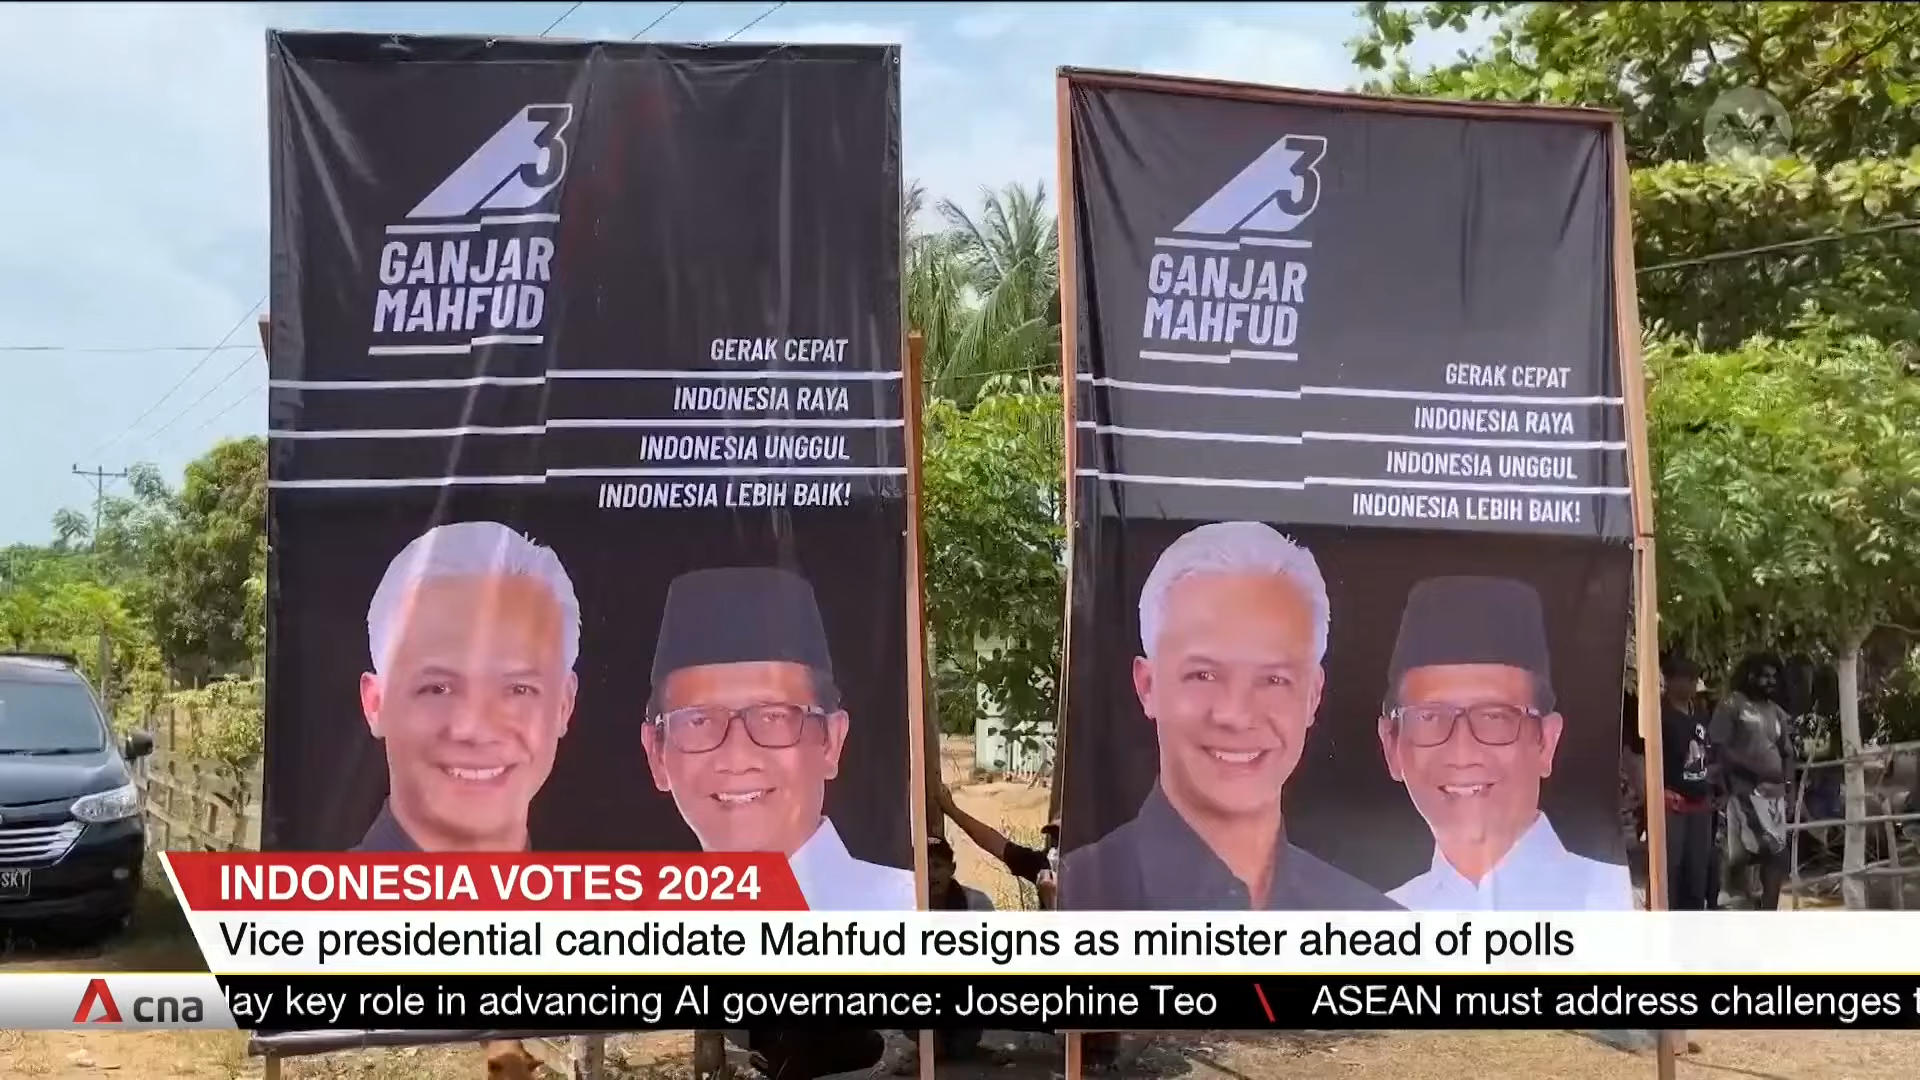 3
GANJAR
MAHFUD
GERAK CEPAT
INDONESIA RAYA
INDONESIA UNGGUL
INDONESIA LEBIH BAIK!
3
GANJAR
MAHFUD
GERAK CEPAT
INDONESIA RAYA
INDONESIA UNGGUL
INDONESIA LEBIH BAIK!
INDONESIA VOTES 2024
Vice presidential candidate Mahfud resigns as minister ahead of polls
cna
lay key role in advancing AI governance: Josephine Teo \ ASEAN must address challenges